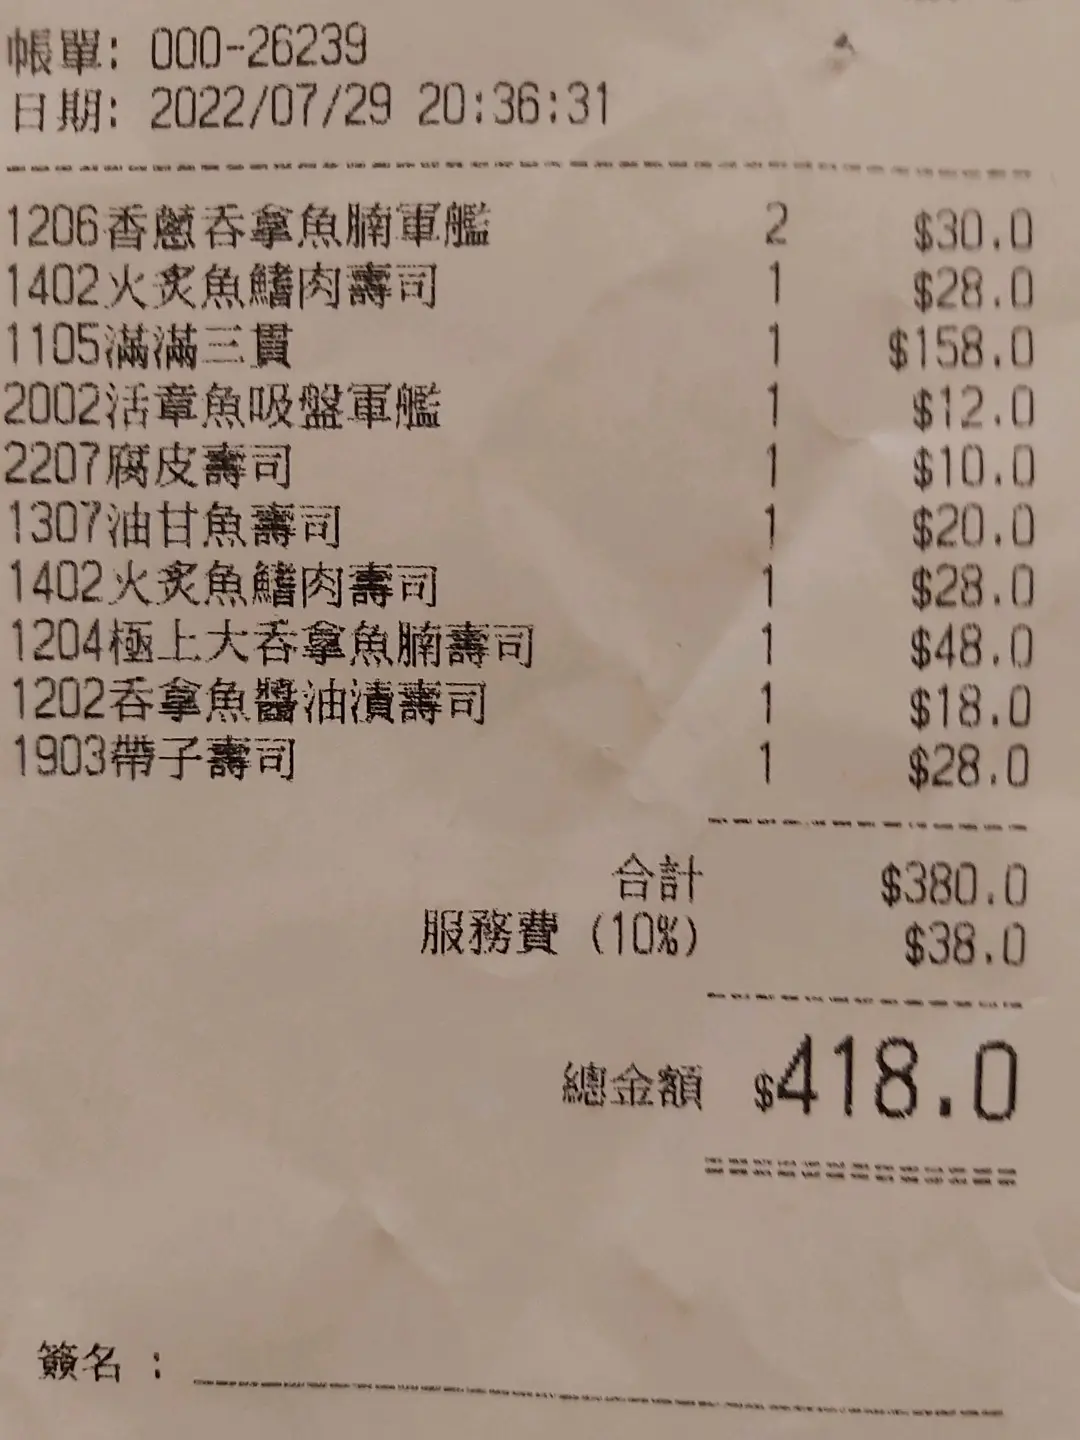 帳單: 000-26239
日期: 2022/07/29 20:36:31
1206香蔥吞拿魚腩軍艦 2 $30.0
1402火炙魚鰭肉壽司 1 $28.0
1105滿滿三貫 1 $158.0
2002活章魚吸盤軍艦 1 $12.0
2207腐皮壽司 1 $10.0
1307油甘魚壽司 1 $20.0
1402火炙魚鰭肉壽司 1 $28.0
1204極上大吞拿魚腩壽司 1 $48.0
1202吞拿魚醬油漬壽司 1 $18.0
1903帶子壽司 1 $28.0
合計 $380.0
服務費 (10%) $38.0
總金額 $418.0
簽名 :